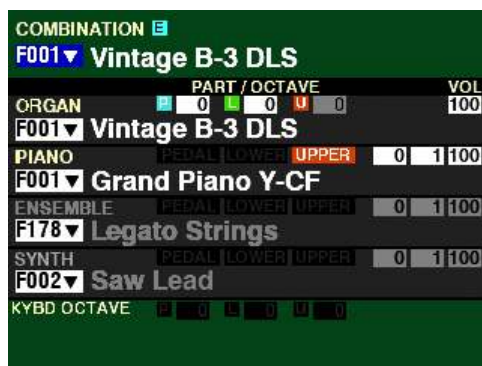 COMBINATION E
F001▼ Vintage B-3 DLS
PART / OCTAVE VOL
ORGAN P 0 L 0 U 0 100
F001▼ Vintage B-3 DLS
PIANO PEDAL LOWER UPPER 0 1 100
F001▼ Grand Piano Y-CF
ENSEMBLE PEDAL LOWER UPPER 0 1 100
F178▼ Legato Strings
SYNTH PEDAL LOWER UPPER 0 1 100
F002▼ Saw Lead
KYBD OCTAVE P 0 L 0 U 0